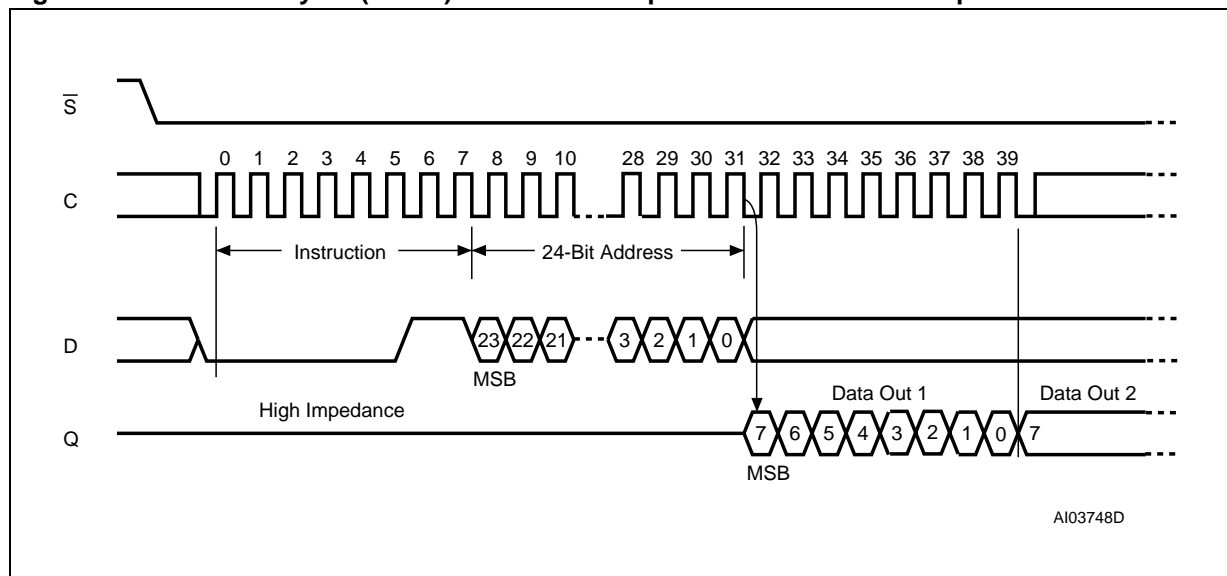 S
0 1 2 3 4 5 6 7 8 9 10 28 29 30 31 32 33 34 35 36 37 38 39
C
Instruction 24-Bit Address
D 23 22 21 3 2 1 0
MSB
High Impedance Data Out 1 Data Out 2
Q 7 6 5 4 3 2 1 0 7
MSB
AI03748D